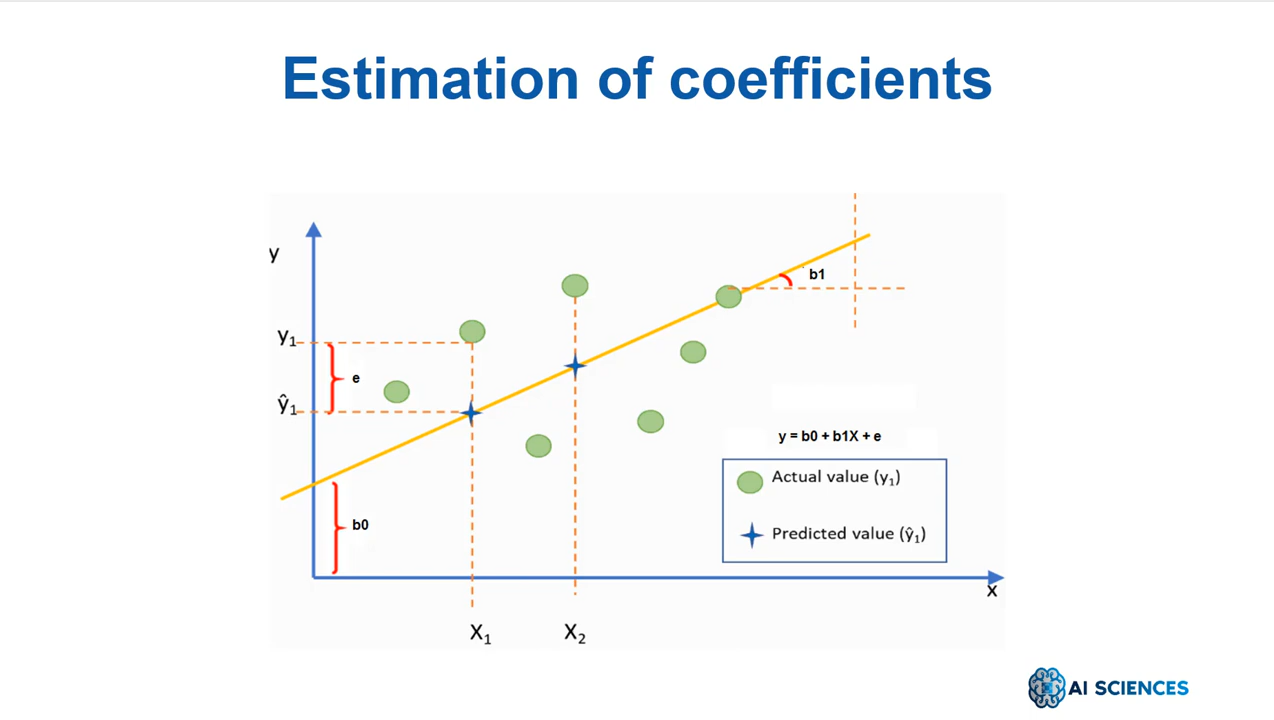 Estimation of coefficients
y
b1
y₁
e
ŷ₁
y = b0 + b1X + e
Actual value (y₁)
b0
Predicted value (ŷ₁)
x
X₁
X₂
AI SCIENCES